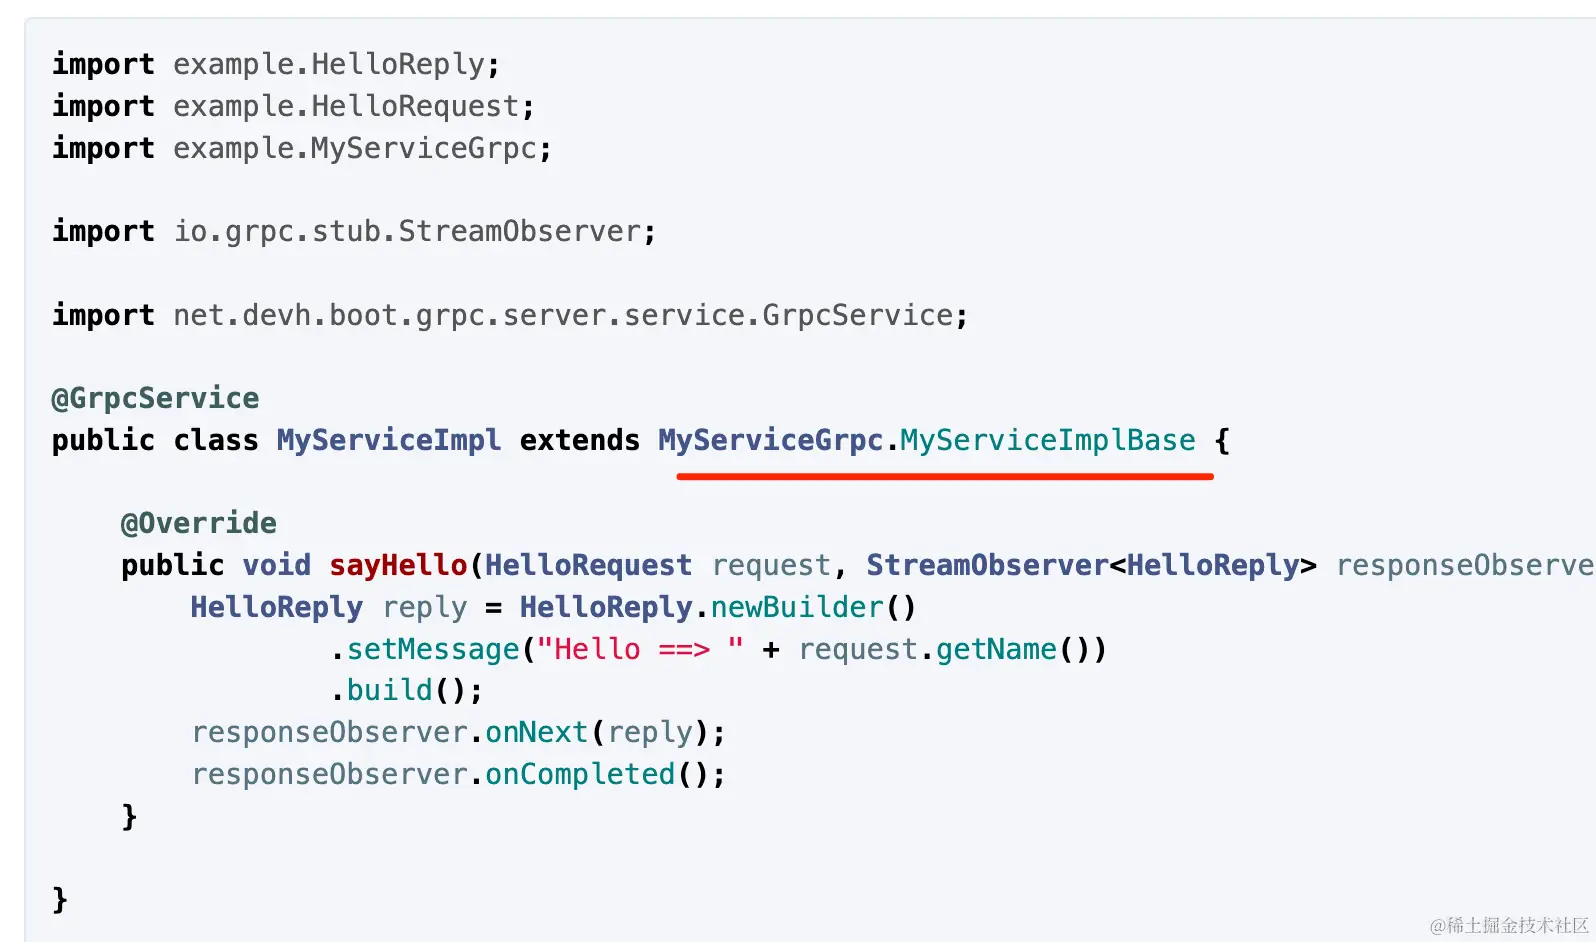 import example.HelloReply;
import example.HelloRequest;
import example.MyServiceGrpc;
import io.grpc.stub.StreamObserver;
import net.devh.boot.grpc.server.service.GrpcService;
@GrpcService
public class MyServiceImpl extends MyServiceGrpc.MyServiceImplBase {
@Override
public void sayHello(HelloRequest request, StreamObserver<HelloReply> responseObserve
HelloReply reply = HelloReply.newBuilder()
.setMessage("Hello ==> " + request.getName())
.build();
responseObserver.onNext(reply);
responseObserver.onCompleted();
}
}
@稀土掘金技术社区